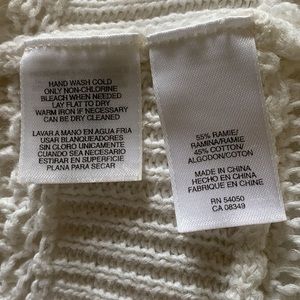 HAND WASH COLD
ONLY NON-CHLORINE
BLEACH WHEN NEEDED
LAY FLAT TO DRY
WARM IRON IF NECESSARY
CAN BE DRY CLEANED
LAVAR A MANO EN AGUA FRIA
USAR BLANQUEADORES
SIN CLORO UNICAMENTE
CUANDO SEA NECESARIO
ESTIRAR EN SUPERFICIE
PLANA PARA SECAR
55% RAMIE/
RAMINA/RAMIE
45% COTTON/
ALGODON/COTON
MADE IN CHINA
HECHO EN CHINA
FABRIQUE EN CHINE
RN 54050
CA 08349